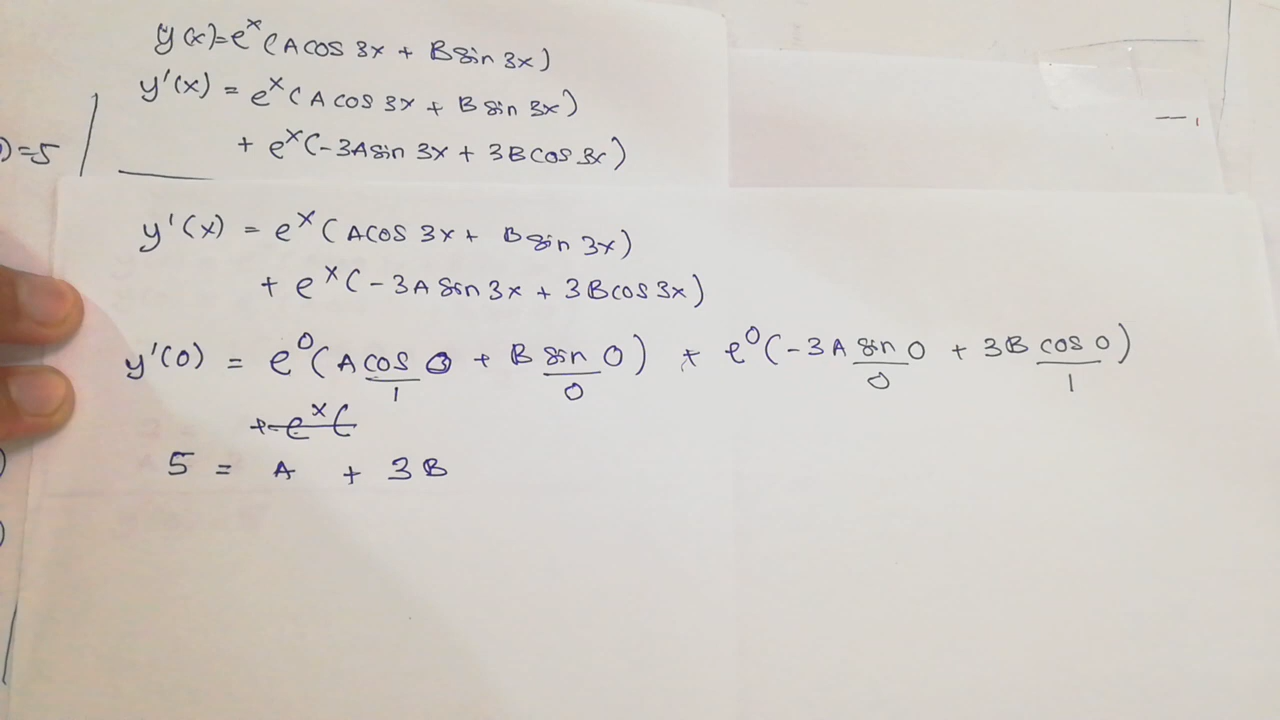 y(x)=e^x (A cos 3x + B sin 3x)
y'(x) = e^x (A cos 3x + B sin 3x)
+ e^x (-3A sin 3x + 3B cos 3x)
)=5
y'(x) = e^x (A cos 3x + B sin 3x)
+ e^x (-3A sin 3x + 3B cos 3x)
y'(0) = e^0 (A cos 0 + B sin 0) + e^0 (-3A sin 0 + 3B cos 0)
1 0 0 1
+ e^x (
5 = A + 3B